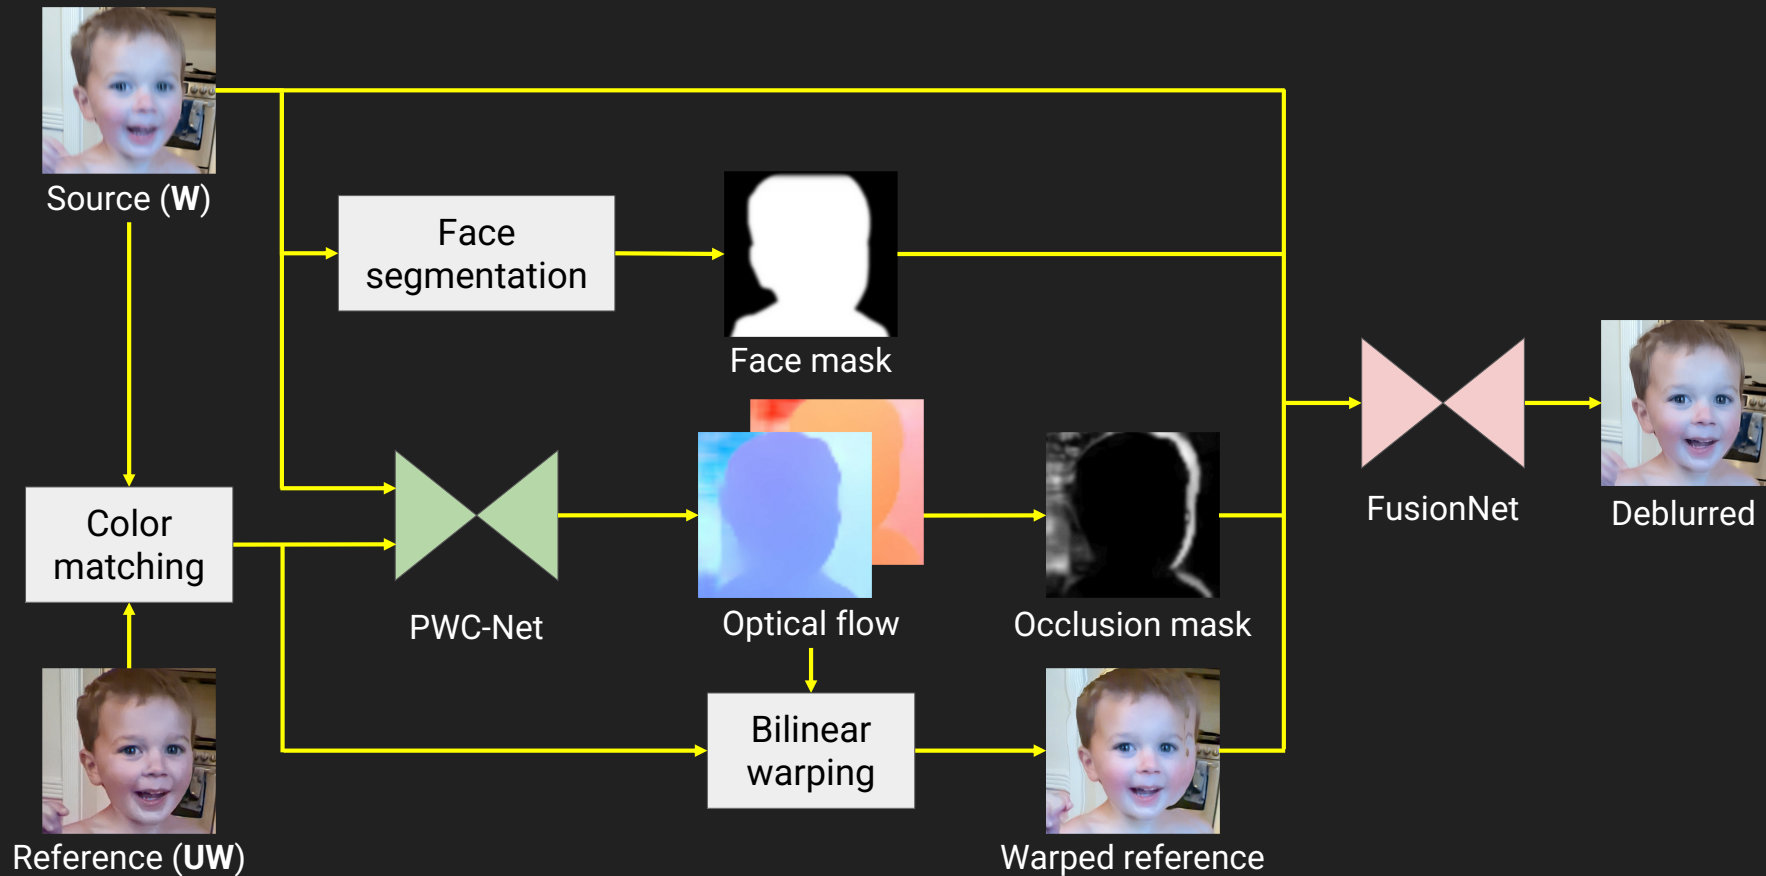 Source (W)
Face
segmentation
Face mask
Color
matching
PWC-Net
Optical flow
Occlusion mask
FusionNet
Deblurred
Bilinear
warping
Reference (UW)
Warped reference